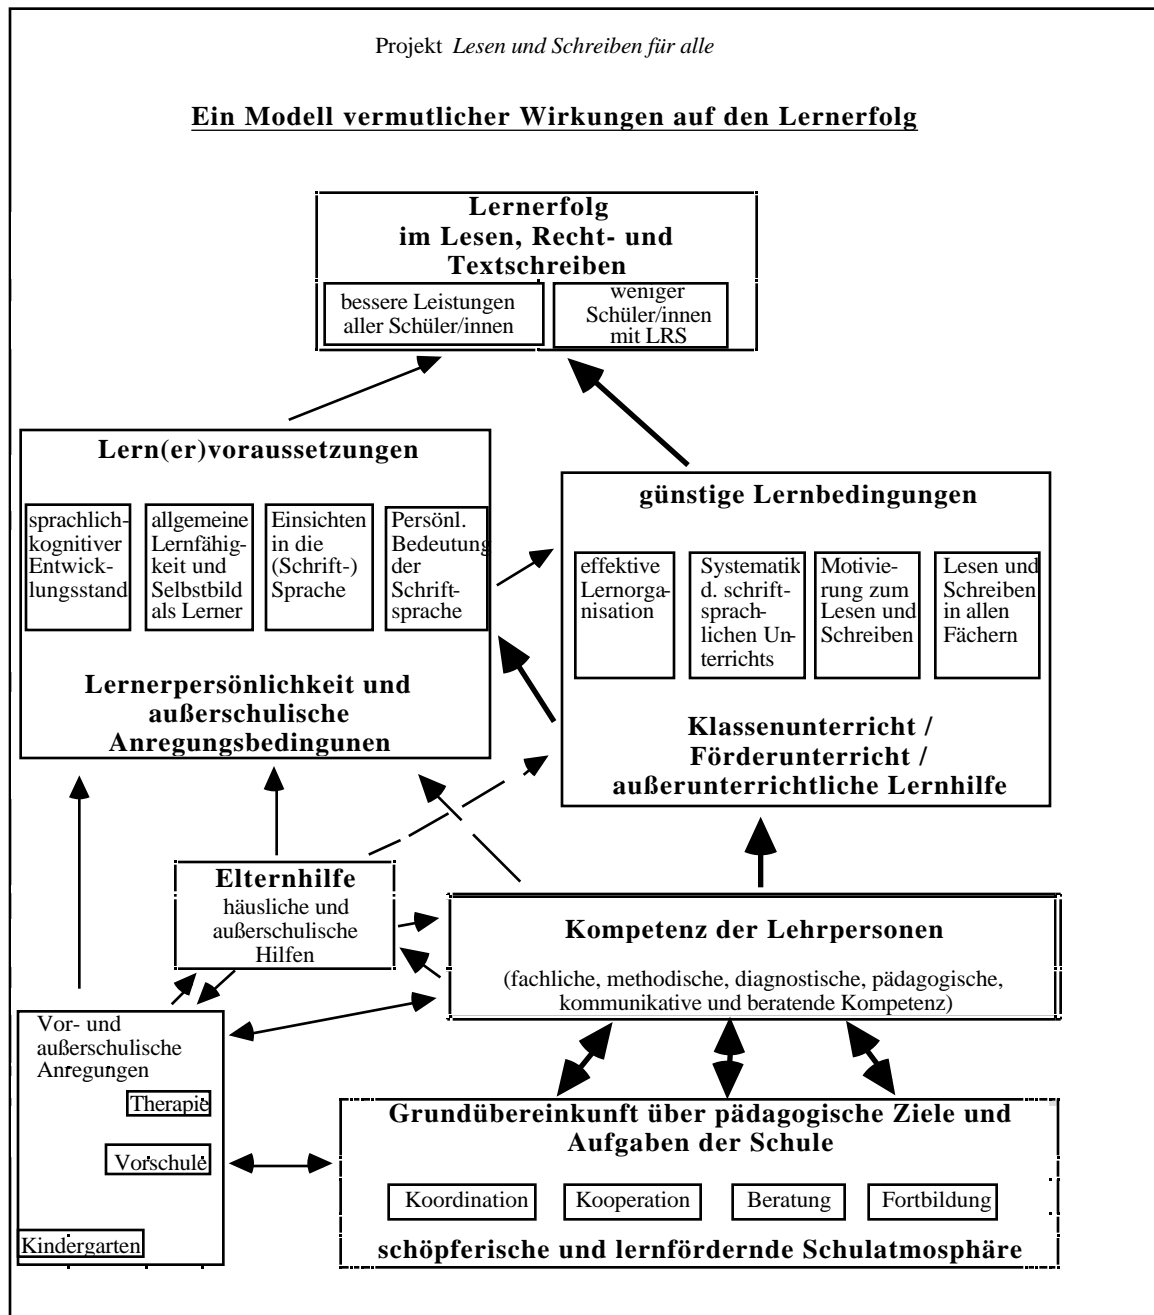 Projekt Lesen und Schreiben für alle
Ein Modell vermutlicher Wirkungen auf den Lernerfolg
Lernerfolg
im Lesen, Recht- und
Textschreiben
bessere Leistungen
aller Schüler/innen
weniger
Schüler/innen
mit LRS
Lern(er)voraussetzungen
sprachlich-
kognitiver
Entwick-
lungsstand
allgemeine
Lernfähig-
keit und
Selbstbild
als Lerner
Einsichten
in die
(Schrift-)
Sprache
Persönl.
Bedeutung
der
Schrift-
sprache
Lernerpersönlichkeit und
außerschulische
Anregungsbedingunen
günstige Lernbedingungen
effektive
Lernorga-
nisation
Systematik
d. schrift-
sprach-
lichen Un-
terrichts
Motivie-
rung zum
Lesen und
Schreiben
Lesen und
Schreiben
in allen
Fächern
Klassenunterricht /
Förderunterricht /
außerunterrichtliche Lernhilfe
Elternhilfe
häusliche und
außerschulische
Hilfen
Kompetenz der Lehrpersonen
(fachliche, methodische, diagnostische, pädagogische,
kommunikative und beratende Kompetenz)
Vor- und
außerschulische
Anregungen
Therapie
Vorschule
Kindergarten
Grundübereinkunft über pädagogische Ziele und
Aufgaben der Schule
Koordination
Kooperation
Beratung
Fortbildung
schöpferische und lernfördernde Schulatmosphäre